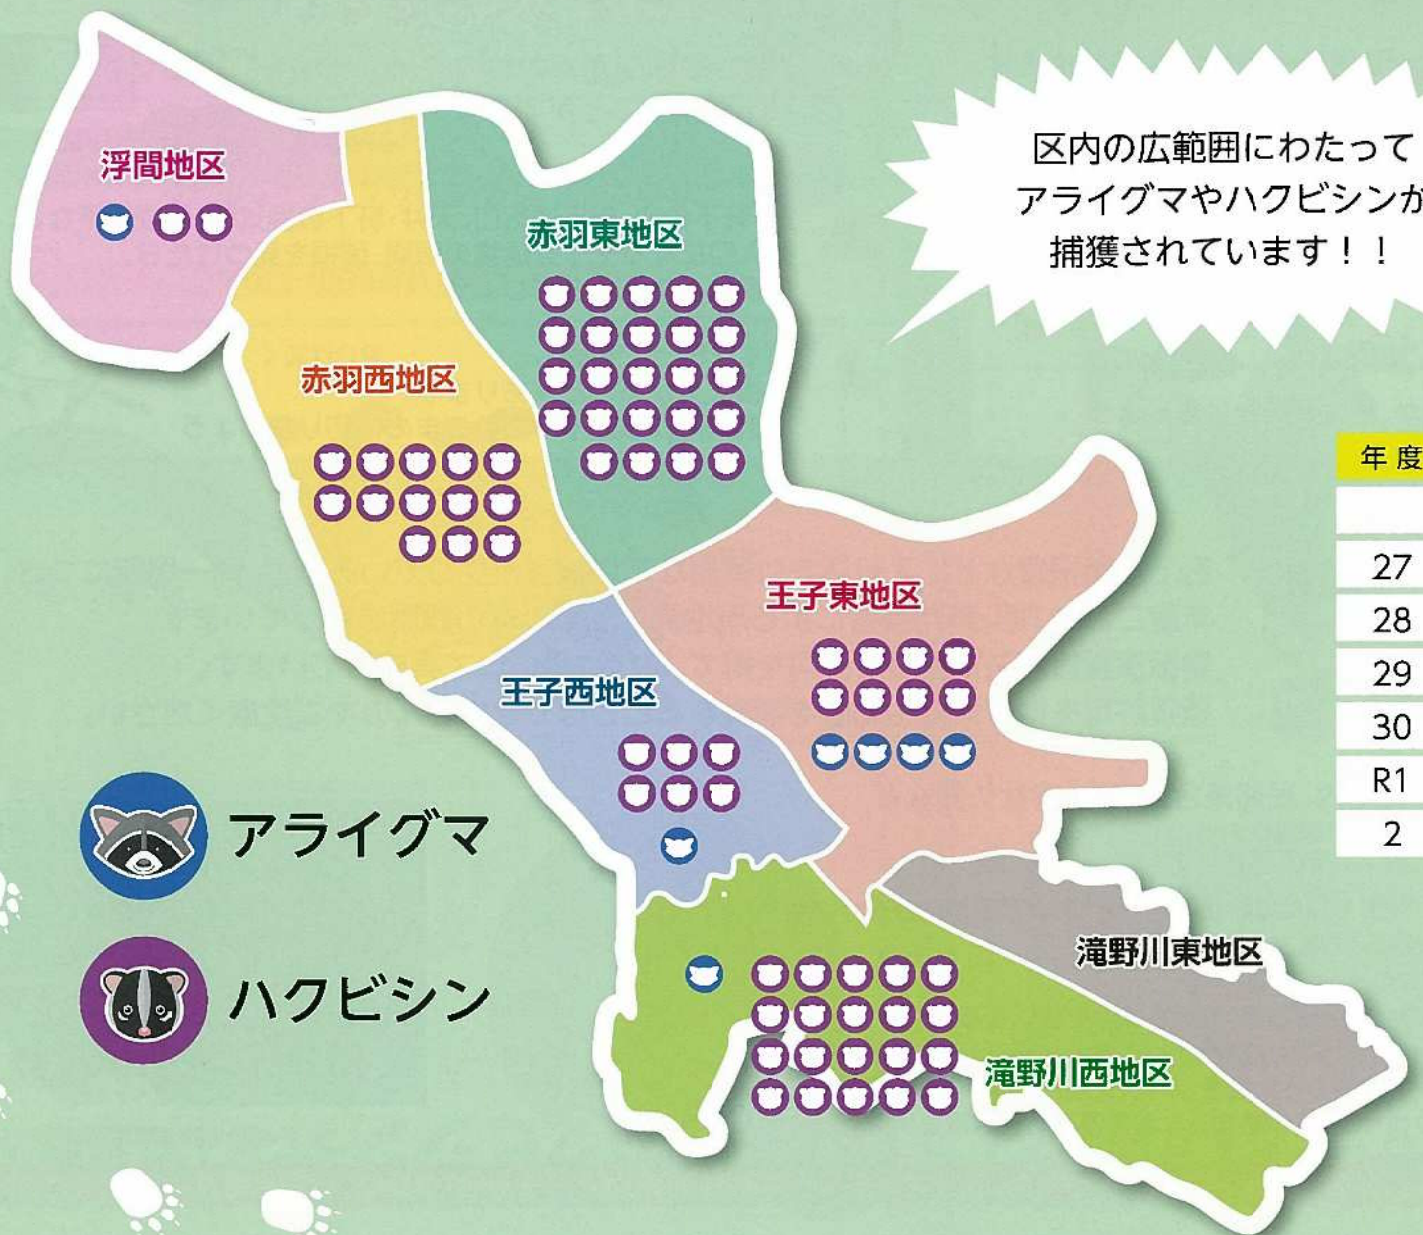 浮間地区
赤羽東地区
赤羽西地区
王子東地区
王子西地区
滝野川東地区
滝野川西地区
アライグマ
ハクビシン
区内の広範囲にわたって
アライグマやハクビシンが
捕獲されています！！
年度
27
28
29
30
R1
2